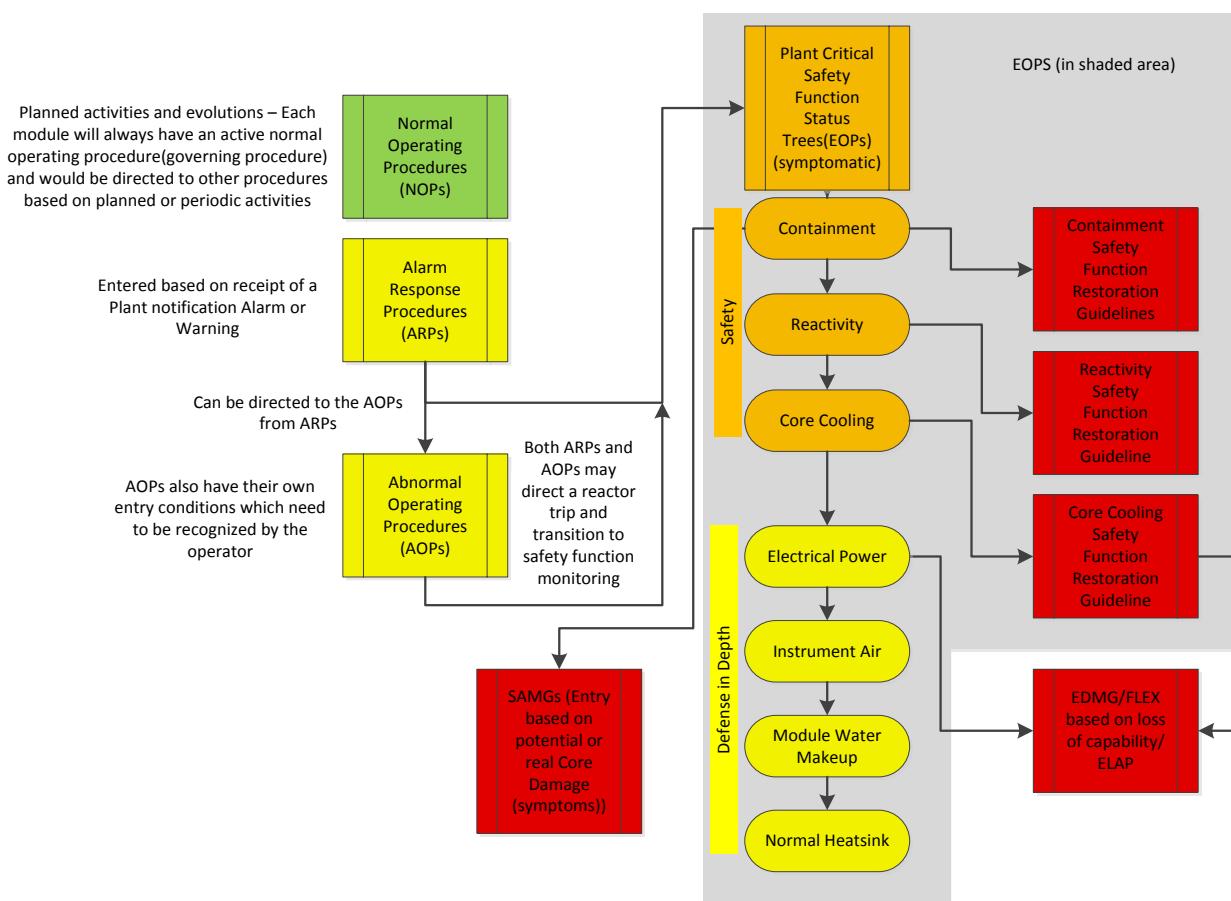 Planned activities and evolutions – Each
module will always have an active normal
operating procedure(governing procedure)
and would be directed to other procedures
based on planned or periodic activities
Normal
Operating
Procedures
(NOPs)
Entered based on receipt of a
Plant notification Alarm or
Warning
Alarm
Response
Procedures
(ARPs)
Can be directed to the AOPs
from ARPs
AOPs also have their own
entry conditions which need
to be recognized by the
operator
Abnormal
Operating
Procedures
(AOPs)
Both ARPs and
AOPs may
direct a reactor
trip and
transition to
safety function
monitoring
SAMGs (Entry
based on
potential or
real Core
Damage
(symptoms))
EOPS (in shaded area)
Plant Critical
Safety
Function
Status
Trees(EOPs)
(symptomatic)
Safety
Containment
Reactivity
Core Cooling
Defense in Depth
Electrical Power
Instrument Air
Module Water
Makeup
Normal Heatsink
Containment
Safety
Function
Restoration
Guidelines
Reactivity
Safety
Function
Restoration
Guideline
Core Cooling
Safety
Function
Restoration
Guideline
EDMG/FLEX
based on loss
of capability/
ELAP